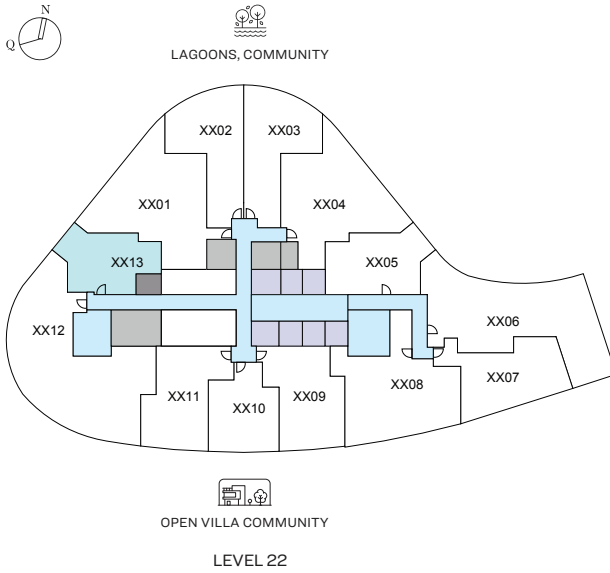 N
Q
LAGOONS, COMMUNITY
XX02
XX03
XX01
XX04
XX13
XX05
XX12
XX06
XX08
XX07
XX11
XX10
XX09
OPEN VILLA COMMUNITY
LEVEL 22